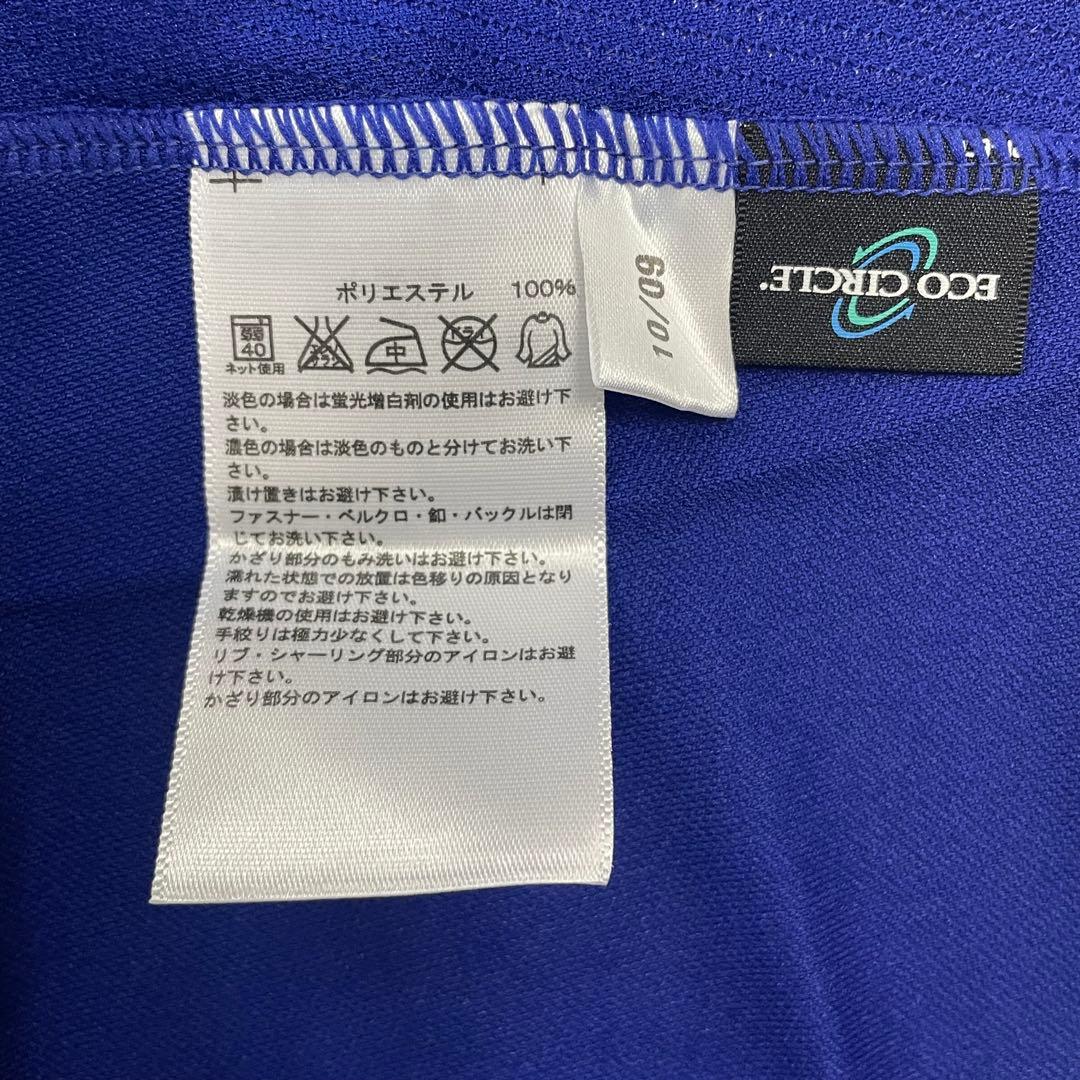 ポリエステル 100%
弱
40
ネット使用
エンソ
サラシ
中
ドライ
淡色の場合は蛍光増白剤の使用はお避け下
さい。
濃色の場合は淡色のものと分けてお洗い下
さい。
漬け置きはお避け下さい。
ファスナー・ベルクロ・釦・バックルは閉
じてお洗い下さい。
かざり部分のもみ洗いはお避け下さい。
濡れた状態での放置は色移りの原因となり
ますのでお避け下さい。
乾燥機の使用はお避け下さい。
手絞りは極力少なくして下さい。
リブ・シャーリング部分のアイロンはお避
け下さい。
かざり部分のアイロンはお避け下さい。
10/09
ECO CIRCLE.